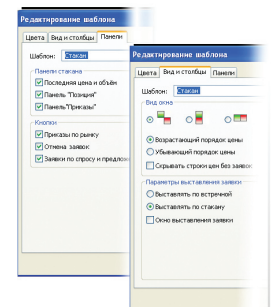 Редактирование шаблона
Цвета Вид и столбцы Панели
Шаблон: Стакан
Панели стакана
Последняя цена и объём
Панель "Позиция"
Панель"Приказы"
Кнопки
Приказы по рынку
Отмена заявок
Заявки по спросу и предлож
Редактирование шаблона
Цвета Вид и столбцы Панели
Шаблон: Стакан
Вид окна
Возрастающий порядок цены
Убывающий порядок цены
Скрывать строки цен без заявок
Параметры выставления заявки
Выставлять по встречной
Выставлять по стакану
Окно выставления заявки